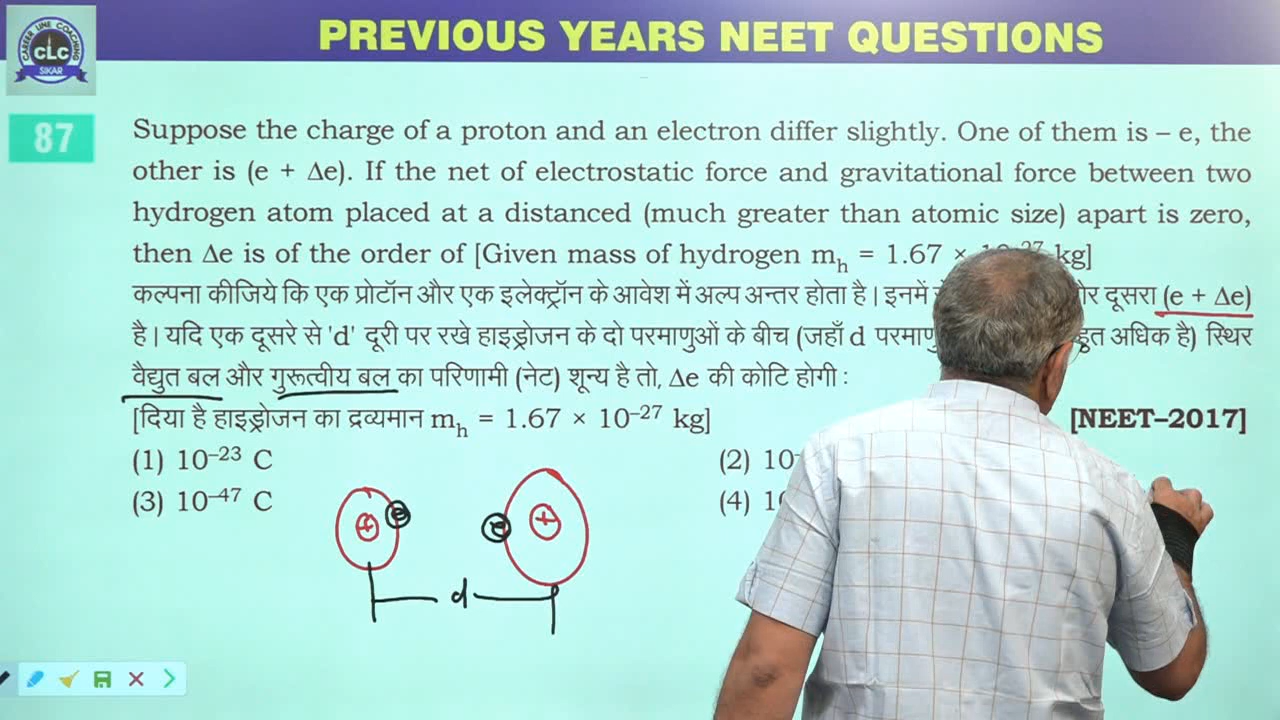 CAREER LINE COACHING
CLC
SIKAR
PREVIOUS YEARS NEET QUESTIONS
87
Suppose the charge of a proton and an electron differ slightly. One of them is – e, the
other is (e + Δe). If the net of electrostatic force and gravitational force between two
hydrogen atom placed at a distanced (much greater than atomic size) apart is zero,
then Δe is of the order of [Given mass of hydrogen mₕ = 1.67 × kg]
कल्पना कीजिये कि एक प्रोटॉन और एक इलेक्ट्रॉन के आवेश में अल्प अन्तर होता है। इनमें दूसरा (e + Δe)
है। यदि एक दूसरे से 'd' दूरी पर रखे हाइड्रोजन के दो परमाणुओं के बीच (जहाँ d अधिक है) स्थिर
वैद्युत बल और गुरूत्वीय बल का परिणामी (नेट) शून्य है तो, Δe की कोटि होगी :
[दिया है हाइड्रोजन का द्रव्यमान mₕ = 1.67 × 10⁻²⁷ kg]
[NEET–2017]
(1) 10⁻²³ C
(2) 10
(3) 10⁻⁴⁷ C
(4)
+ e e +
d